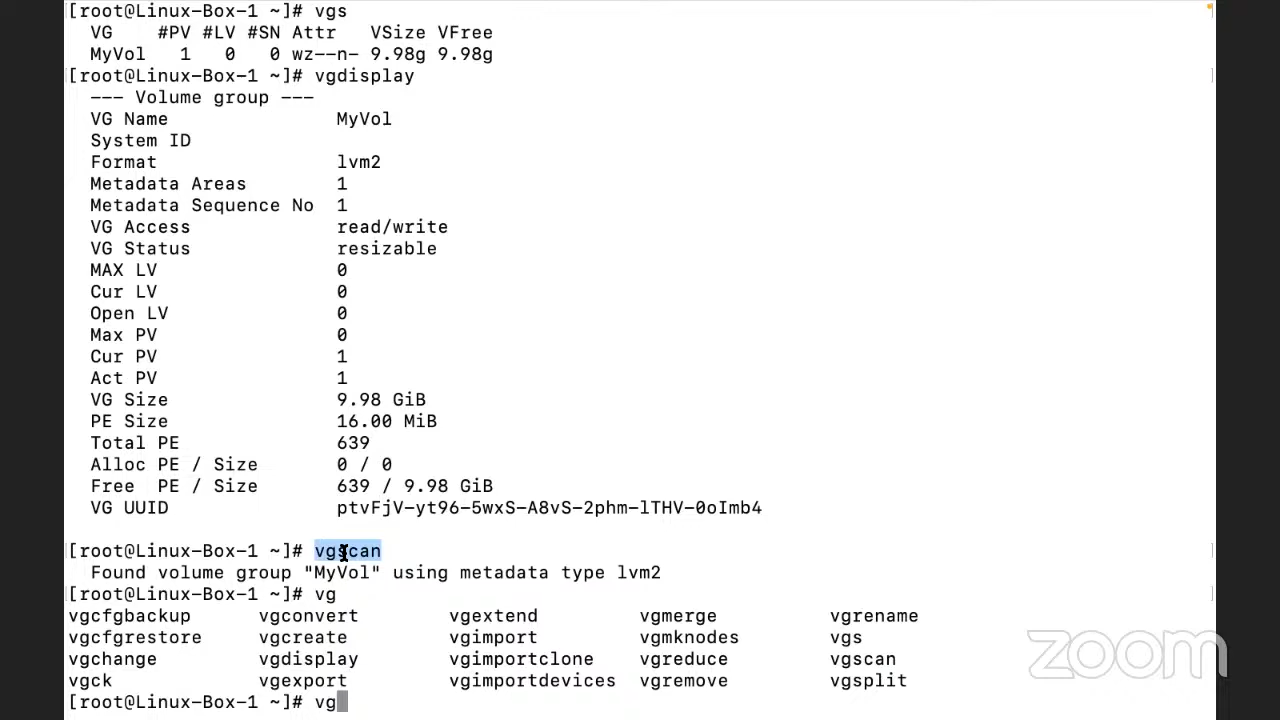 [root@Linux-Box-1 ~]# vgs
VG #PV #LV #SN Attr VSize VFree
MyVol 1 0 0 wz--n- 9.98g 9.98g
[root@Linux-Box-1 ~]# vgdisplay
--- Volume group ---
VG Name MyVol
System ID
Format lvm2
Metadata Areas 1
Metadata Sequence No 1
VG Access read/write
VG Status resizable
MAX LV 0
Cur LV 0
Open LV 0
Max PV 0
Cur PV 1
Act PV 1
VG Size 9.98 GiB
PE Size 16.00 MiB
Total PE 639
Alloc PE / Size 0 / 0
Free PE / Size 639 / 9.98 GiB
VG UUID ptvFjV-yt96-5wxS-A8vS-2phm-lTHV-0oImb4
[root@Linux-Box-1 ~]# vgscan
Found volume group "MyVol" using metadata type lvm2
[root@Linux-Box-1 ~]# vg
vgcfgbackup vgconvert vgextend vgmerge vgrename
vgcfgrestore vgcreate vgimport vgmknodes vgs
vgchange vgdisplay vgimportclone vgreduce vgscan
vgck vgexport vgimportdevices vgremove vgsplit
[root@Linux-Box-1 ~]# vg
zoom